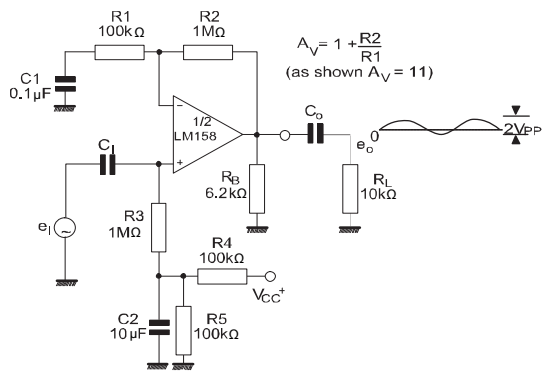 R1
100kΩ
R2
1MΩ
A_V = 1 + R2/R1
(as shown A_V = 11)
C1
0.1µF
1/2
LM158
−
+
C_I
C_o
0
e_o
2V_PP
R_B
6.2kΩ
R_L
10kΩ
e_I
~
R3
1MΩ
R4
100kΩ
V_CC+
C2
10µF
R5
100kΩ